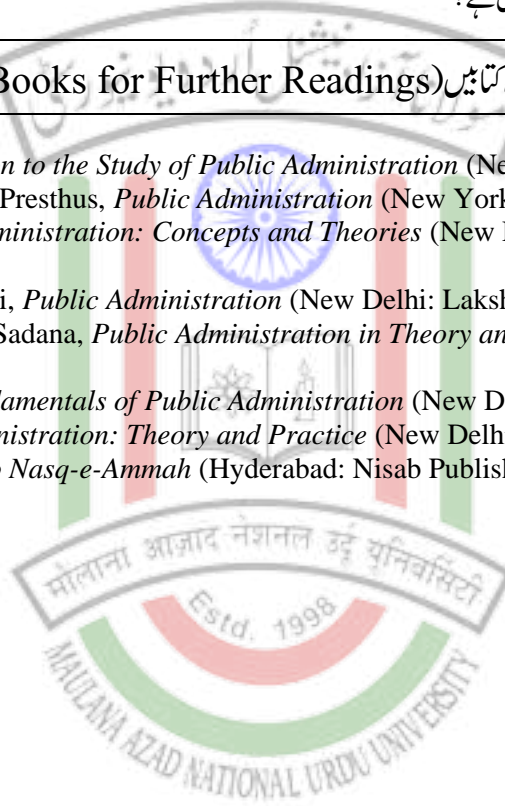 ہے۔
کتابیں(Books for Further Readings)
on to the Study of Public Administration (Ne
Presthus, Public Administration (New York
ministration: Concepts and Theories (New
i, Public Administration (New Delhi: Laksh
Sadana, Public Administration in Theory an
damentals of Public Administration (New D
nistration: Theory and Practice (New Delhi
Nasq-e-Ammah (Hyderabad: Nisab Publish
मौलाना आज़ाद नेशनल उर्दू यूनिवर्सिटी
Estd. 1998
MAULANA AZAD NATIONAL URDU UNIVERSITY